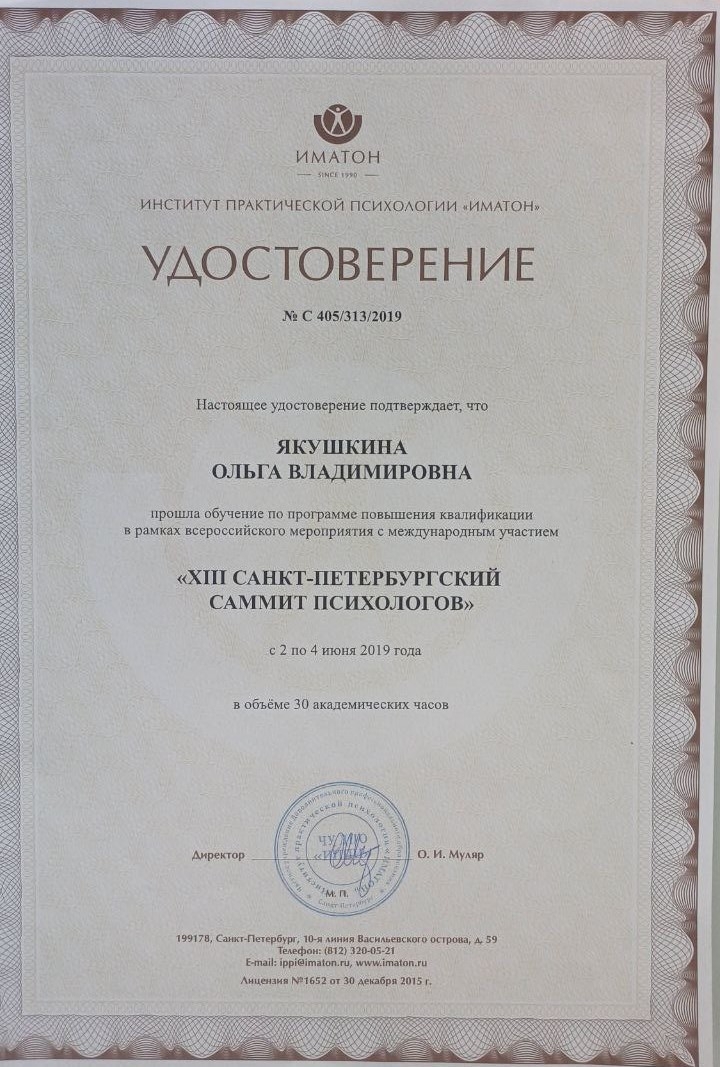 ИМАТОН
SINCE 1990
ИНСТИТУТ ПРАКТИЧЕСКОЙ ПСИХОЛОГИИ «ИМАТОН»
УДОСТОВЕРЕНИЕ
№ С 405/313/2019
Настоящее удостоверение подтверждает, что
ЯКУШКИНА
ОЛЬГА ВЛАДИМИРОВНА
прошла обучение по программе повышения квалификации
в рамках всероссийского мероприятия с международным участием
«XIII САНКТ-ПЕТЕРБУРГСКИЙ
САММИТ ПСИХОЛОГОВ»
с 2 по 4 июня 2019 года
в объёме 30 академических часов
Директор О. И. Муляр
М. П.
Санкт-Петербург
199178, Санкт-Петербург, 10-я линия Васильевского острова, д. 59
Телефон: (812) 320-05-21
E-mail: ippi@imaton.ru, www.imaton.ru
Лицензия №1652 от 30 декабря 2015 г.